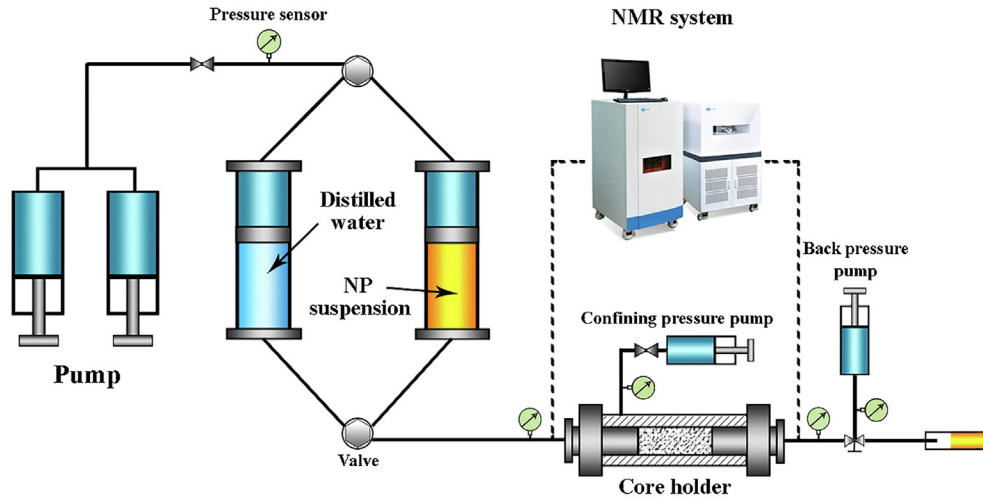 Pressure sensor
NMR system
Distilled
water
NP
suspension
Back pressure
pump
Confining pressure pump
Pump
Valve
Core holder